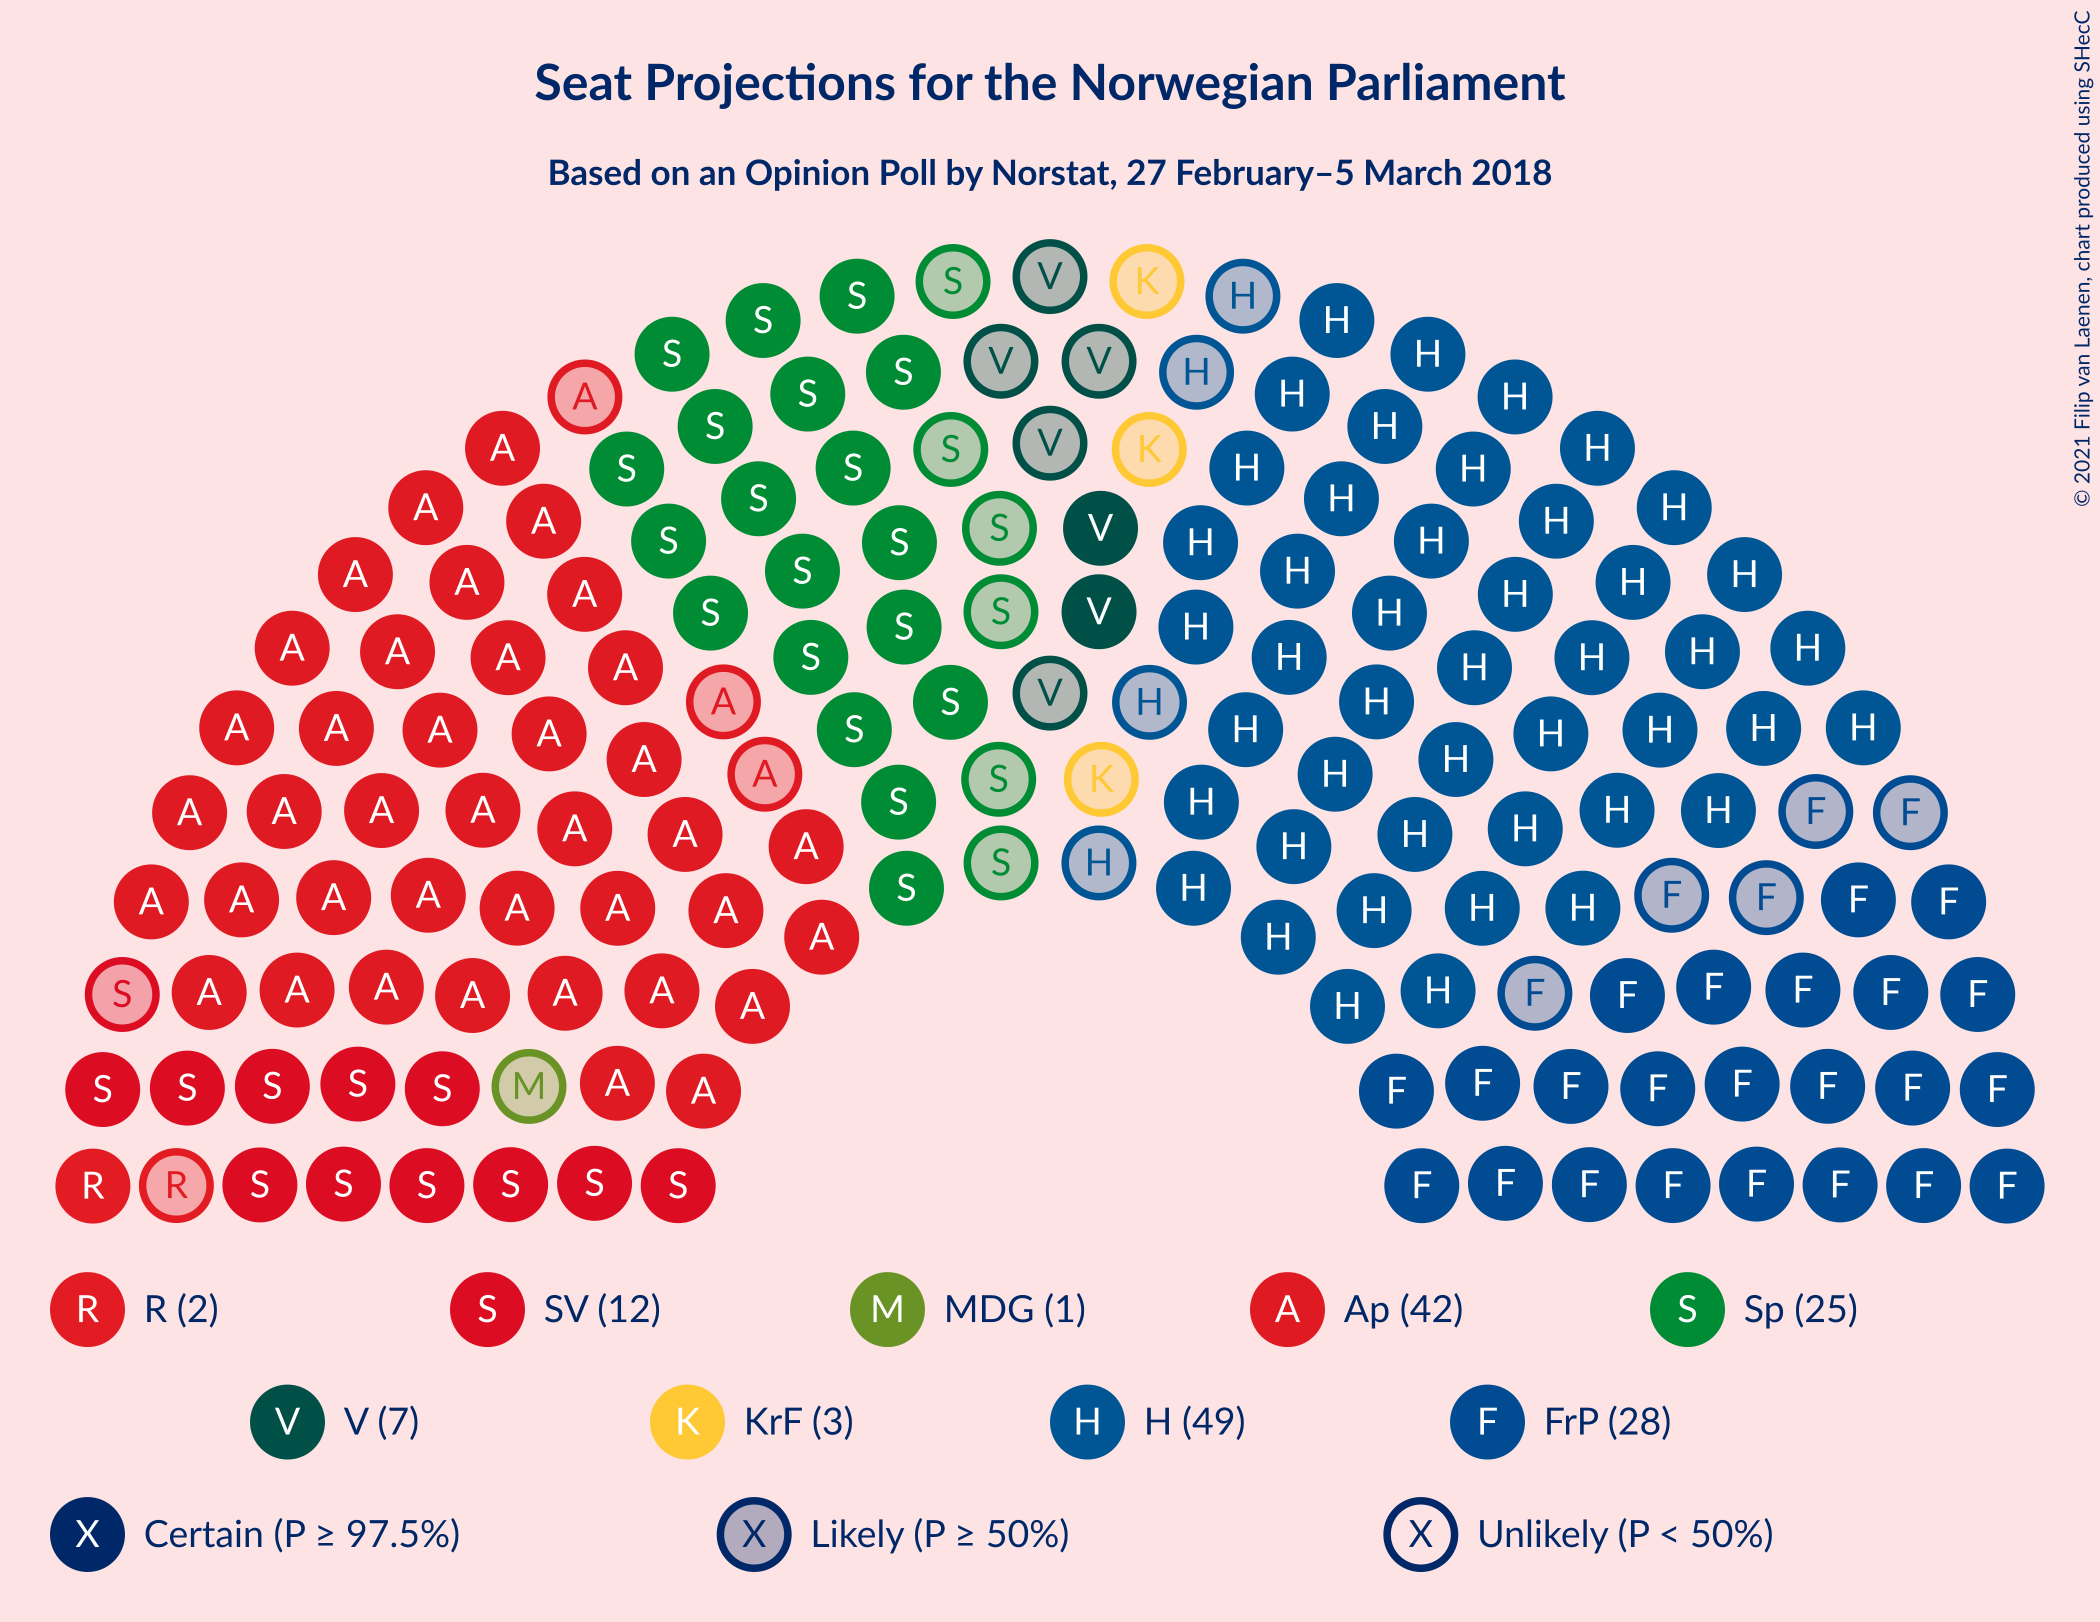 Seat Projections for the Norwegian Parliament
Based on an Opinion Poll by Norstat, 27 February–5 March 2018
© 2021 Filip van Laenen, chart produced using SHecC
S V K H
S H
S H
S V V H H
A S H H
S H
A S S V K H H
S H
A A S S H H
S S V H
A S S H H
A A S S H H
A A S S V H H
A A S S H H
A A A S V H H H
A A A S H H H
A A A S H H H
A A A A S H H H H
A A A H H H
A A A A S S K H H F F
A A A A H H
S H
A A A A S H F F F F
A A A A H H H
A A
S A A A A A A H H F F F F F F
A H
S S S S S M A A F F F F F F F F
R R S S S S S S F F F F F F F F
R R (2) S SV (12) M MDG (1) A Ap (42) S Sp (25)
V V (7) K KrF (3) H H (49) F FrP (28)
X Certain (P ≥ 97.5%) X Likely (P ≥ 50%) X Unlikely (P < 50%)